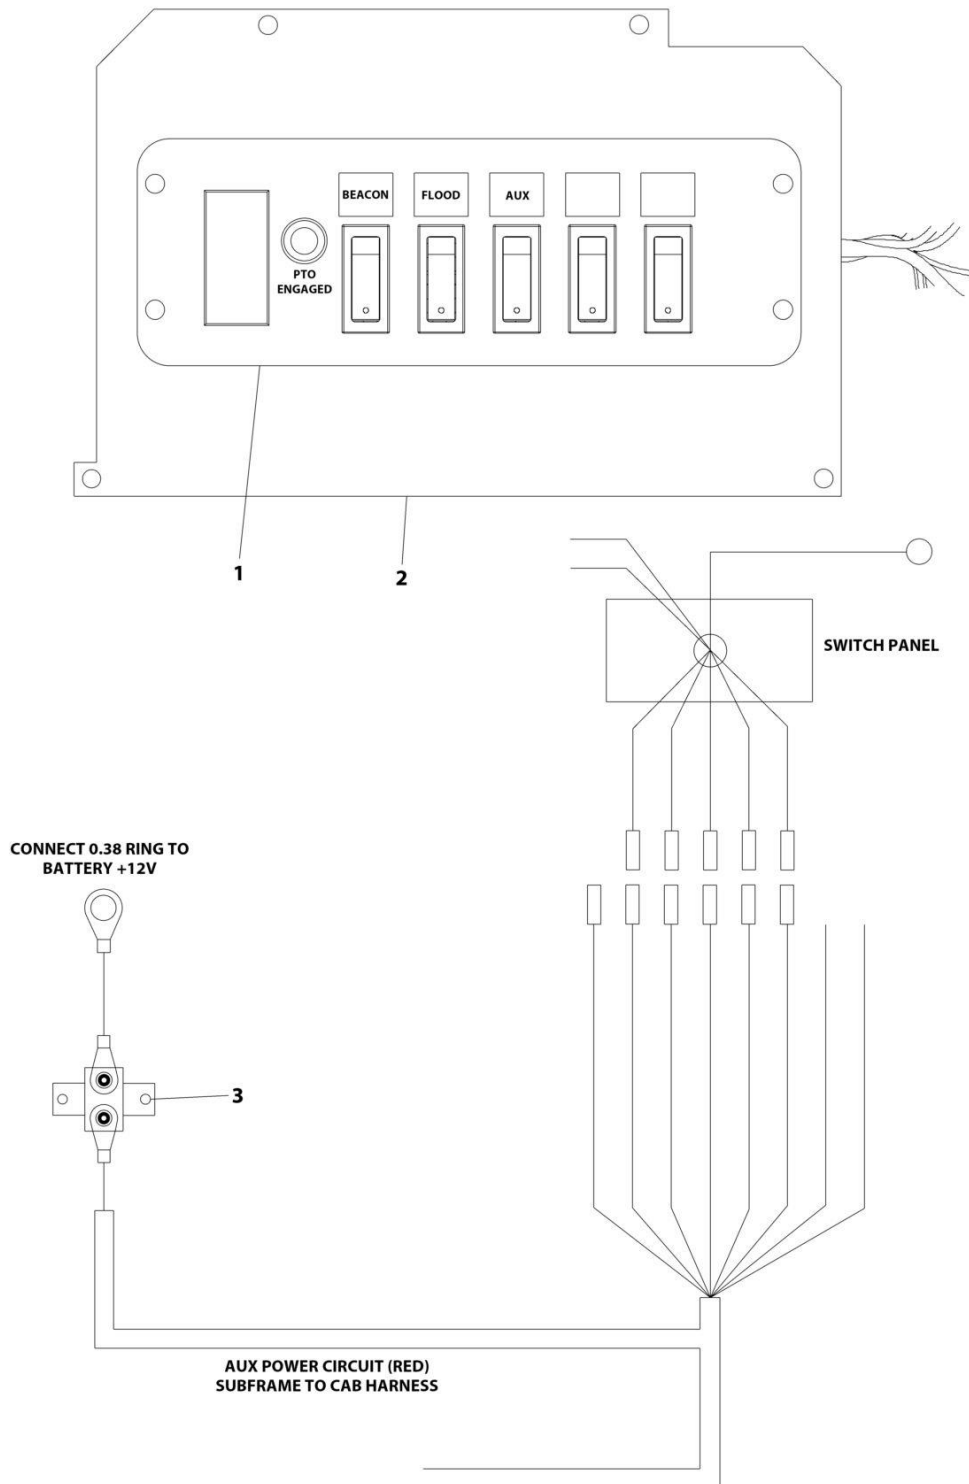 BEACON
FLOOD
AUX
PTO
ENGAGED
1
2
SWITCH PANEL
CONNECT 0.38 RING TO
BATTERY +12V
3
AUX POWER CIRCUIT (RED)
SUBFRAME TO CAB HARNESS